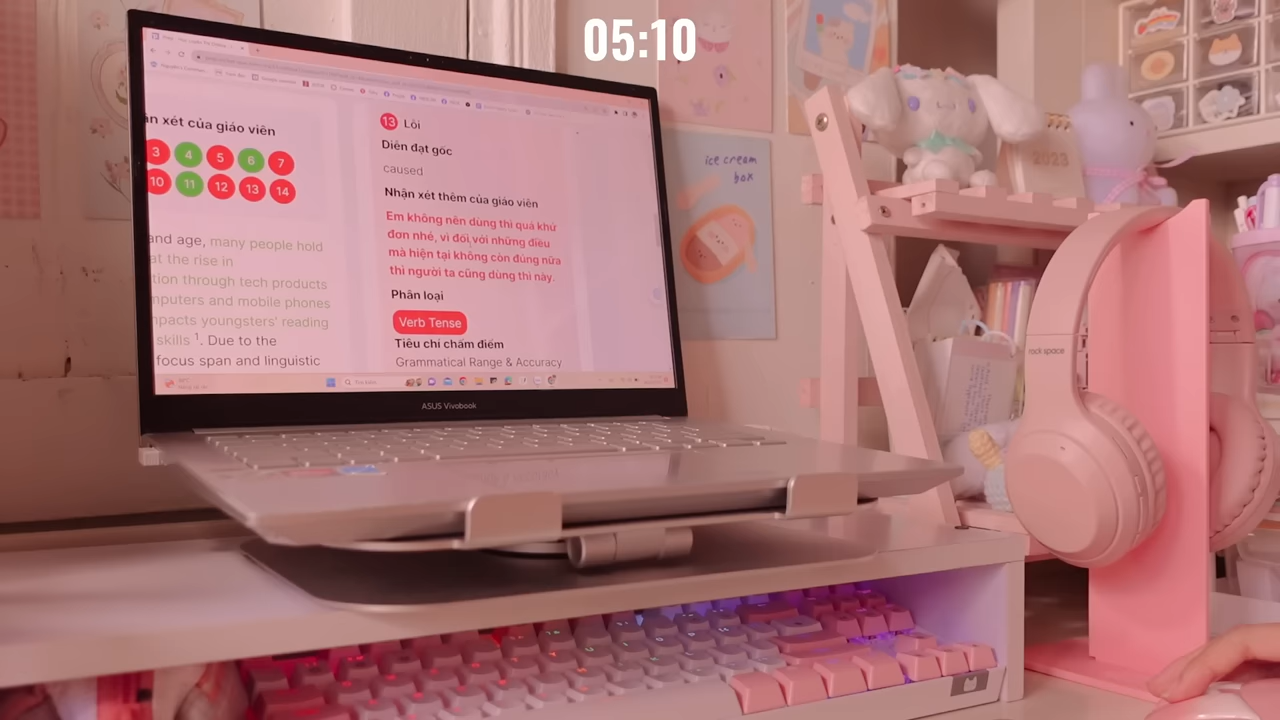 05:10
ận xét của giáo viên
3 4 5 6 7
10 11 12 13 14
and age, many people hold
at the rise in
tion through tech products
mputers and mobile phones
mpacts youngsters' reading
skills 1. Due to the
focus span and linguistic
13 Lỗi
Diễn đạt gốc
caused
Nhận xét thêm của giáo viên
Em không nên dùng thì quá khứ
đơn nhé, vì đối với những điều
mà hiện tại không còn đúng nữa
thì người ta cũng dùng thì này.
Phân loại
Verb Tense
Tiêu chí chấm điểm
Grammatical Range & Accuracy
ASUS Vivobook
ice cream
box
2023
rock space